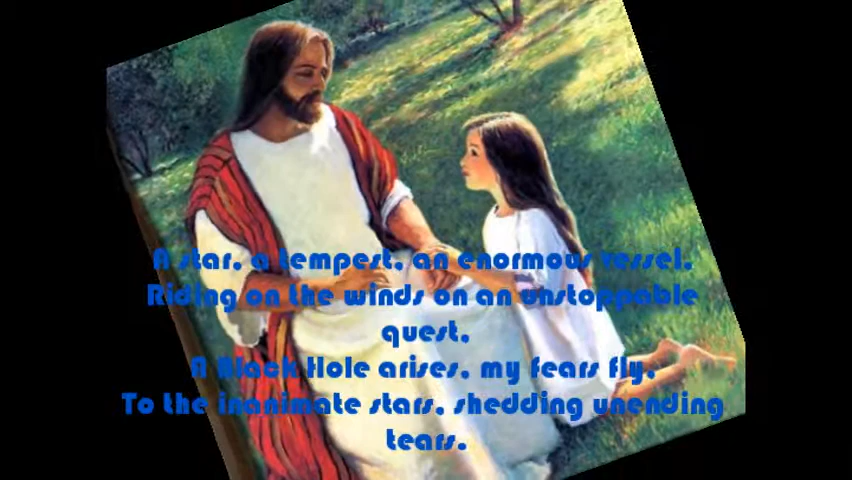 A star, a tempest, an enormous vessel,
Riding on the winds on an unstoppable
quest,
A Black Hole arises, my fears fly,
To the inanimate stars, shedding unending
tears.